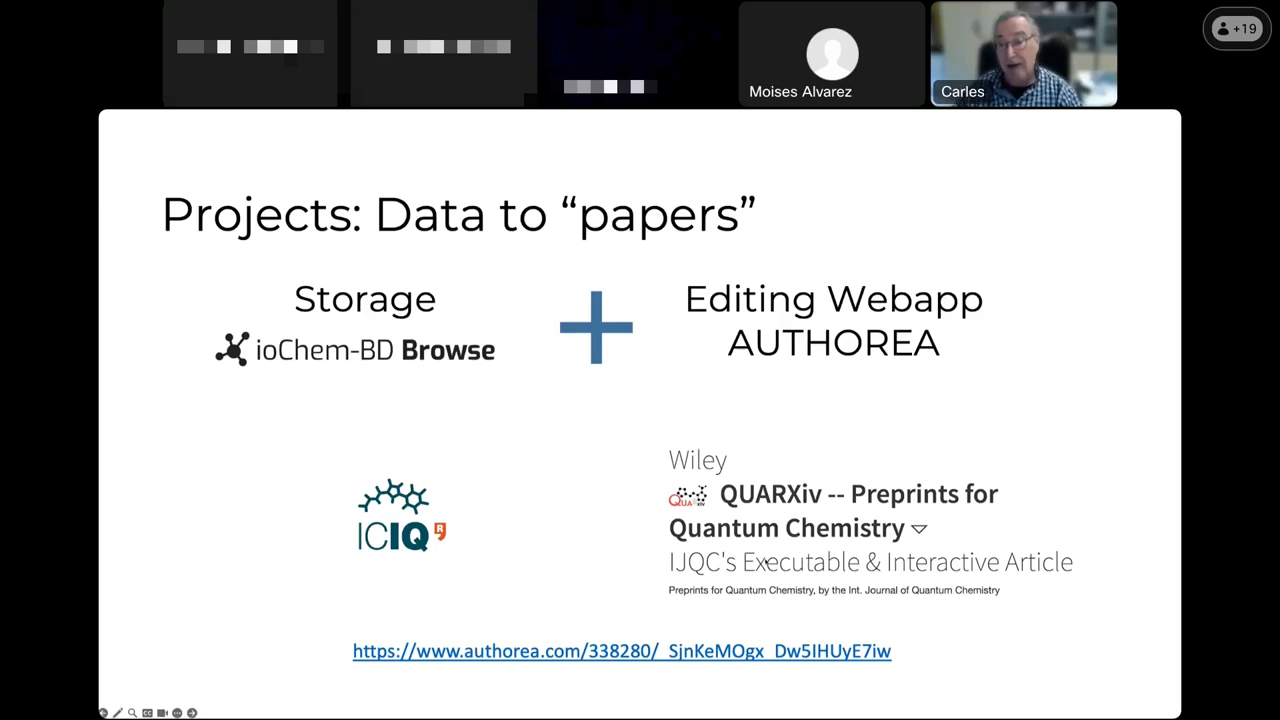 +19
Moises Alvarez
Carles
Projects: Data to “papers”
Storage
ioChem-BD Browse
Editing Webapp
AUTHOREA
ICIQ
Wiley
QUARXiv -- Preprints for
Quantum Chemistry
IJQC's Executable & Interactive Article
Preprints for Quantum Chemistry, by the Int. Journal of Quantum Chemistry
https://www.authorea.com/338280/_SjnKeMOgx_Dw5IHUyE7iw